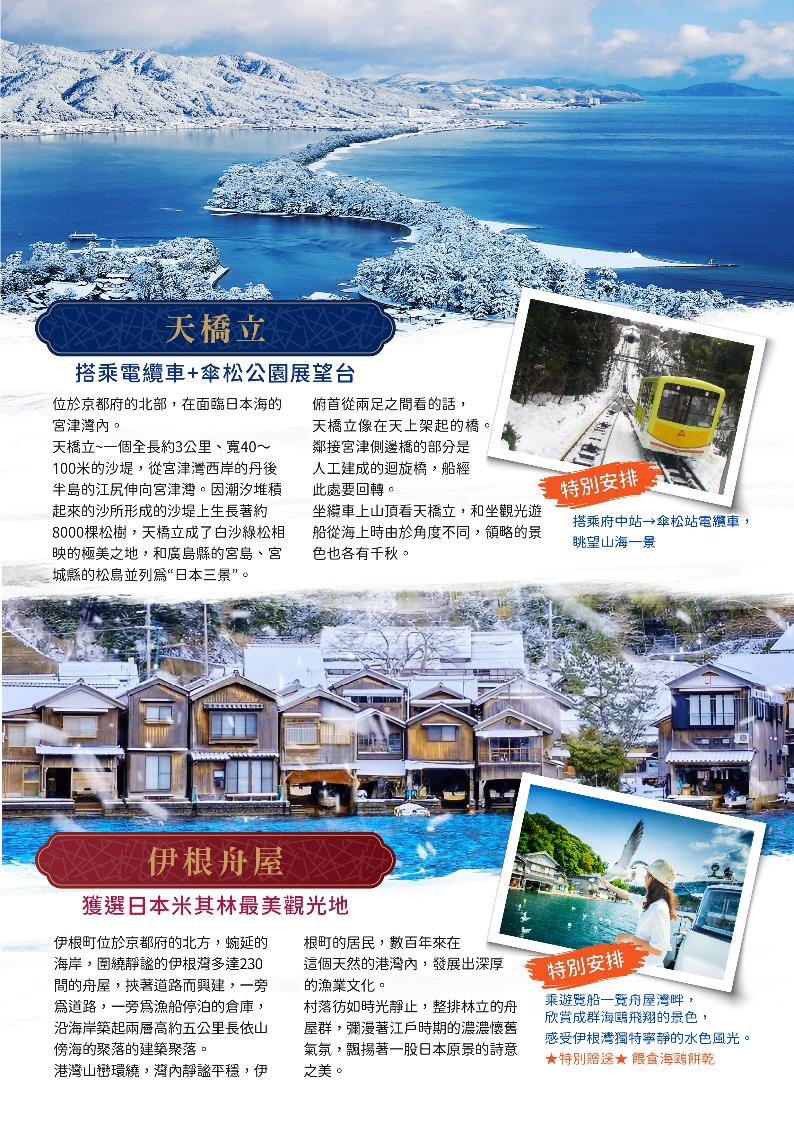 天橋立
搭乘電纜車+傘松公園展望台
位於京都府的北部，在面臨日本海的
宮津灣內。
天橋立~一個全長約3公里、寬40～
100米的沙堤，從宮津灣西岸的丹後
半島的江尻伸向宮津灣。因潮汐堆積
起來的沙所形成的沙堤上生長著約
8000棵松樹，天橋立成了白沙綠松相
映的極美之地，和廣島縣的宮島、宮
城縣的松島並列爲“日本三景”。
俯首從兩足之間看的話，
天橋立像在天上架起的橋。
鄰接宮津側邊橋的部分是
人工建成的迴旋橋，船經
此處要回轉。
坐纜車上山頂看天橋立，和坐觀光遊
船從海上時由於角度不同，領略的景
色也各有千秋。
特別安排
搭乘府中站→傘松站電纜車，
眺望山海一景
伊根舟屋
獲選日本米其林最美觀光地
伊根町位於京都府的北方，蜿延的
海岸，圍繞靜謐的伊根灣多達230
間的舟屋，挾著道路而興建，一旁
爲道路，一旁爲漁船停泊的倉庫，
沿海岸築起兩層高約五公里長依山
傍海的聚落的建築聚落。
港灣山巒環繞，灣內靜謐平穩，伊
根町的居民，數百年來在
這個天然的港灣內，發展出深厚
的漁業文化。
村落彷如時光靜止，整排林立的舟
屋群，彌漫著江戶時期的濃濃懷舊
氣氛，飄揚著一股日本原景的詩意
之美。
特別安排
乘遊覽船一覽舟屋灣畔，
欣賞成群海鷗飛翔的景色，
感受伊根灣獨特寧靜的水色風光。
★特別贈送★ 餵食海鷗餅乾